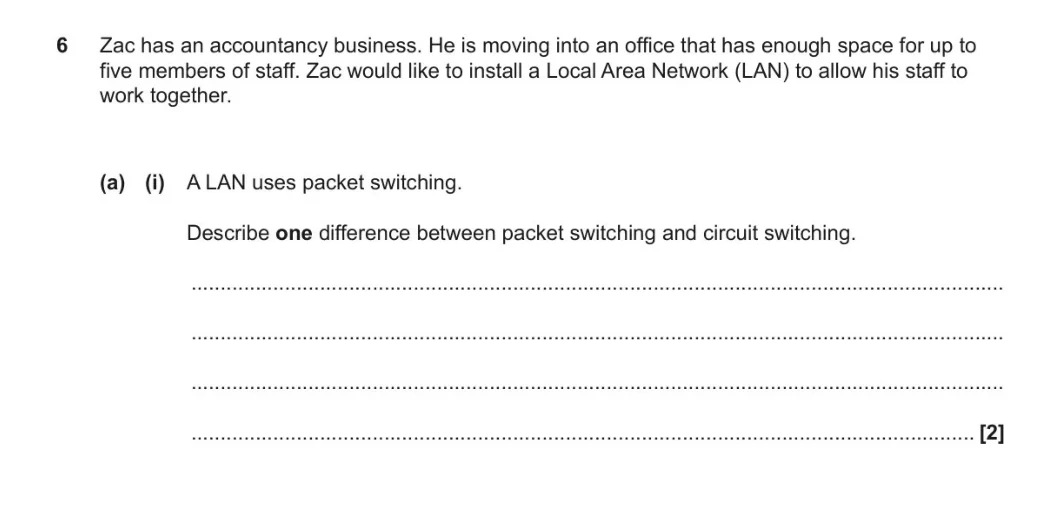 6 Zac has an accountancy business. He is moving into an office that has enough space for up to
five members of staff. Zac would like to install a Local Area Network (LAN) to allow his staff to
work together.
(a) (i) A LAN uses packet switching.
Describe one difference between packet switching and circuit switching.
[2]